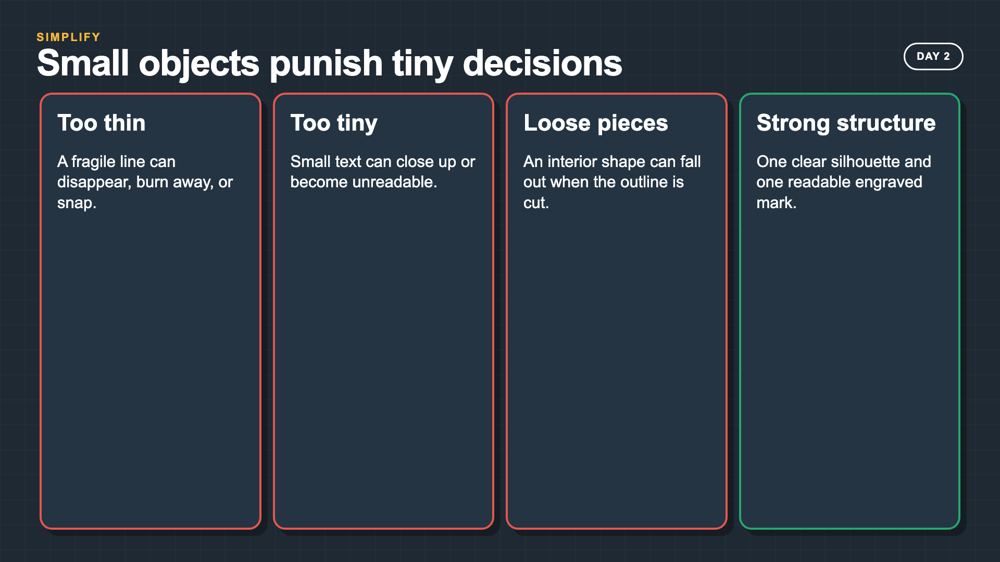 SIMPLIFY
Small objects punish tiny decisions
DAY 2
Too thin
A fragile line can
disappear, burn away, or
snap.
Too tiny
Small text can close up or
become unreadable.
Loose pieces
An interior shape can fall
out when the outline is
cut.
Strong structure
One clear silhouette and
one readable engraved
mark.